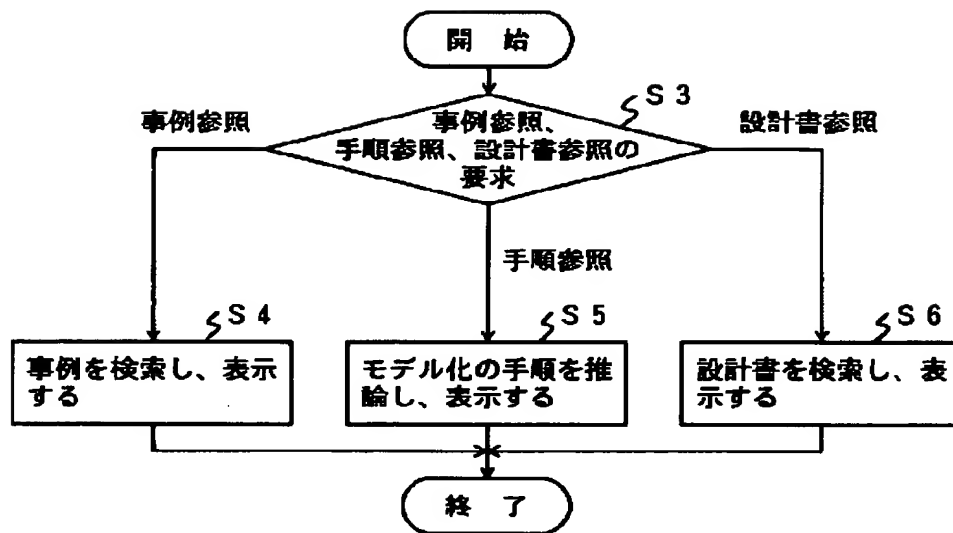 開 始
S3
事例参照
事例参照、
手順参照、設計書参照の
要求
設計書参照
手順参照
S4
事例を検索し、表示
する
S5
モデル化の手順を推
論し、表示する
S6
設計書を検索し、表
示する
終 了